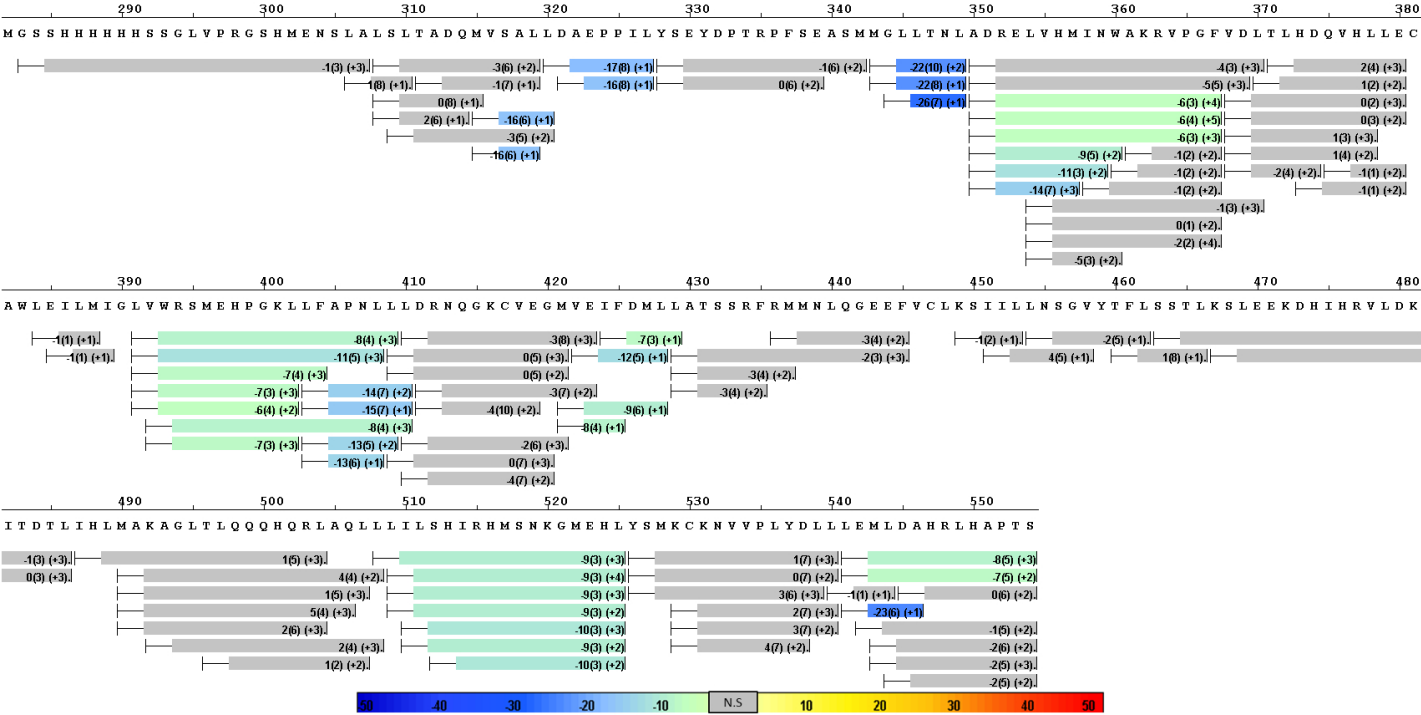 290 300 310 320 330 340 350 360 370 380
M G S S H H H H H H S S G L V P R G S H M E N S L A L S L T A D Q M V S A L L D A E P P I L Y S E Y D P T R P F S E A S M M G L L T N L A D R E L V H M I N W A K R V P G F V D L T L H D Q V H L L E C
-1(3) (+3). -3(6) (+2). -17(8) (+1) -1(6) (+2). -22(10) (+2) -4(3) (+3). 2(4) (+3).
1(8) (+1). -1(7) (+1). -16(8) (+1) 0(6) (+2). -22(8) (+1) -5(5) (+3). 1(2) (+2).
0(8) (+1). -26(7) (+1) -6(3) (+4) 0(2) (+3).
2(6) (+1). -16(6) (+1) -6(4) (+5) 0(3) (+2).
-3(5) (+2). -6(3) (+3) 1(3) (+3).
-16(6) (+1) -9(5) (+2) -1(2) (+2). 1(4) (+2).
-11(3) (+2) -1(2) (+2). -2(4) (+2). -1(1) (+2).
-14(7) (+3) -1(2) (+2) -1(1) (+2).
-1(3) (+3).
0(1) (+2).
-2(2) (+4).
-5(3) (+2).
390 400 410 420 430 440 450 460 470 480
A W L E I L M I G L V W R S M E H P G K L L F A P N L L L D R N Q G K C V E G M V E I F D M L L A T S S R F R M M N L Q G E E F V C L K S I I L L N S G V Y T F L S S T L K S L E E K D H I H R V L D K
-1(1) (+1). -8(4) (+3) -3(8) (+3). -7(3) (+1) -3(4) (+2). -2(1) (+1). -2(5) (+1).
-1(1) (+1). -11(5) (+3) 0(5) (+3). -12(5) (+1) -2(3) (+3). 4(5) (+1). 1(8) (+1).
-7(4) (+3) 0(5) (+2). -3(4) (+2).
-7(3) (+3) -14(7) (+2) -3(7) (+2). -3(4) (+2).
-6(4) (+2) -15(7) (+1) -4(10) (+2). -9(6) (+1)
-8(4) (+3) -8(4) (+1)
-7(3) (+3) -13(5) (+2) -2(6) (+3).
-13(6) (+1) 0(7) (+3).
-4(7) (+2).
490 500 510 520 530 540 550
I T D T L I H L M A K A G L T L Q Q Q H Q R L A Q L L L I L S H I R H M S N K G M E H L Y S M K C K N V V P L Y D L L L E M L D A H R L H A P T S
-1(3) (+3). 1(5) (+3). -9(3) (+3) 1(7) (+3). -8(5) (+3)
0(3) (+3). 4(4) (+2). -9(3) (+4) 0(7) (+2). -7(5) (+2)
1(5) (+3). -9(3) (+3) 3(6) (+3). -1(1) (+1). 0(6) (+2).
5(4) (+3). -9(3) (+2) 2(7) (+3). -23(6) (+1)
2(6) (+3). -10(3) (+3) 3(7) (+2). -1(5) (+2).
2(4) (+3). -9(3) (+2) 4(7) (+2). -2(6) (+2).
1(2) (+2). -10(3) (+2) -2(5) (+3).
-2(5) (+2).
-50 -40 -30 -20 -10 N.S 10 20 30 40 50